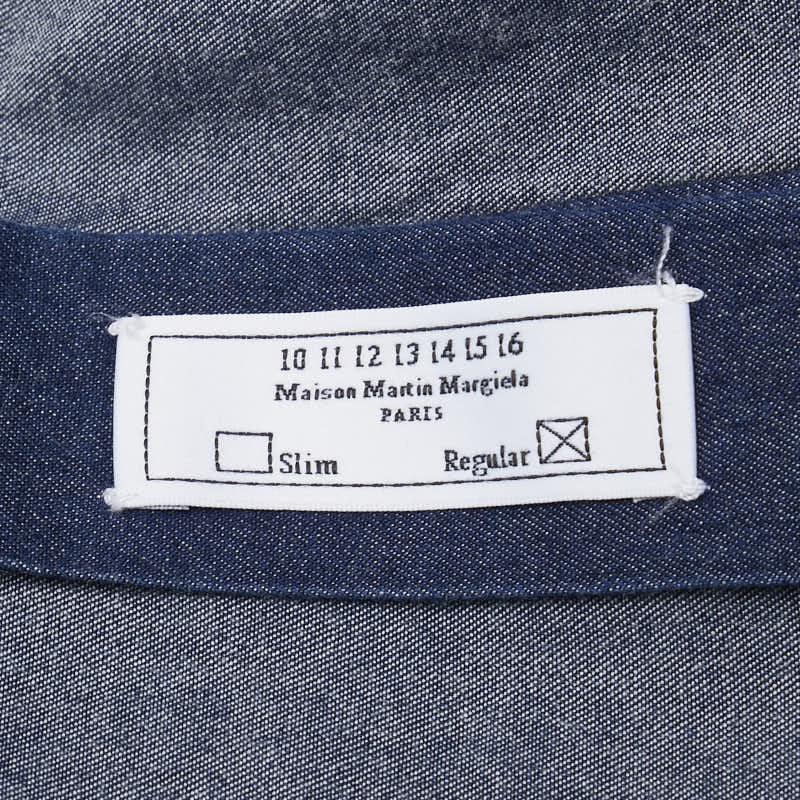 10 11 12 13 14 15 16
Maison Martin Margiela
PARIS
Slim Regular